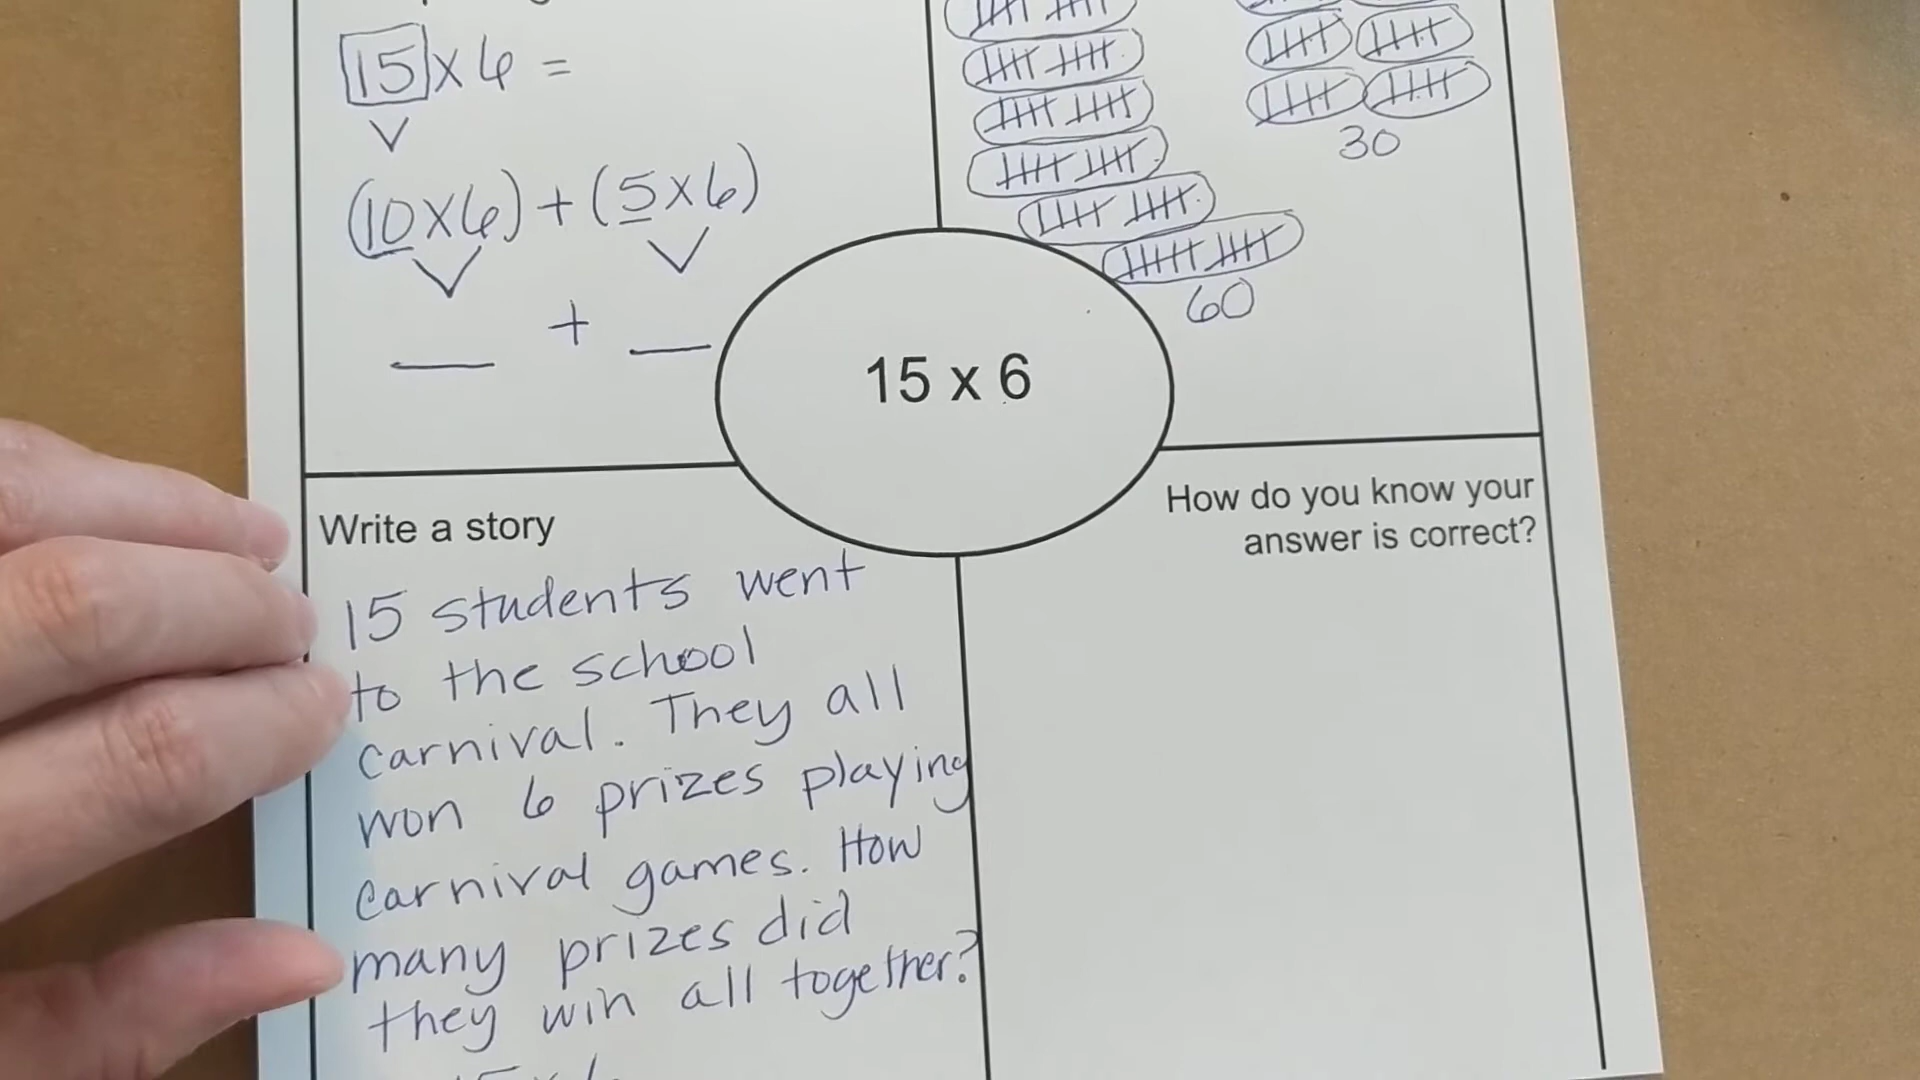 15 x 6 =
(10 x 6) + (5 x 6)
+
30
60
15 x 6
Write a story
15 students went
to the school
carnival. They all
won 6 prizes playing
carnival games. How
many prizes did
they win all together?
How do you know your
answer is correct?